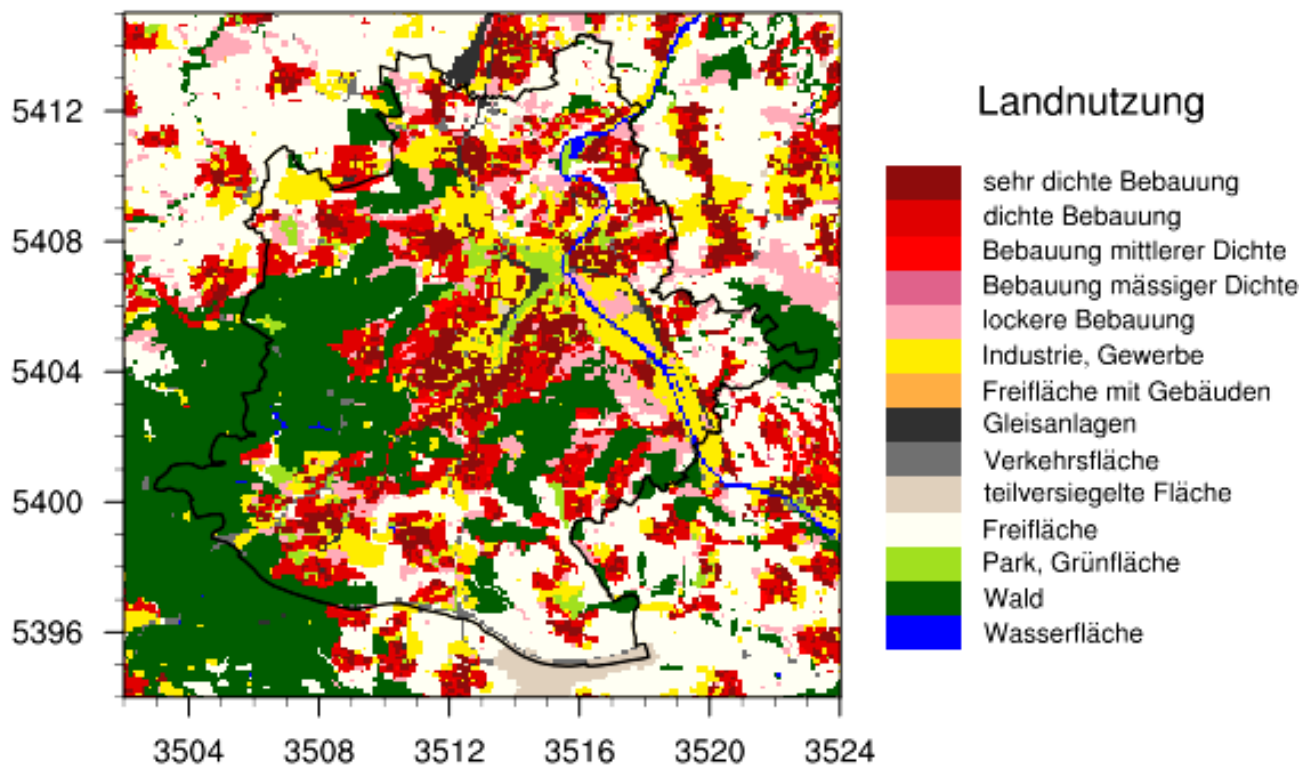 5412
5408
5404
5400
5396
3504 3508 3512 3516 3520 3524
Landnutzung
sehr dichte Bebauung
dichte Bebauung
Bebauung mittlerer Dichte
Bebauung mässiger Dichte
lockere Bebauung
Industrie, Gewerbe
Freifläche mit Gebäuden
Gleisanlagen
Verkehrsfläche
teilversiegelte Fläche
Freifläche
Park, Grünfläche
Wald
Wasserfläche